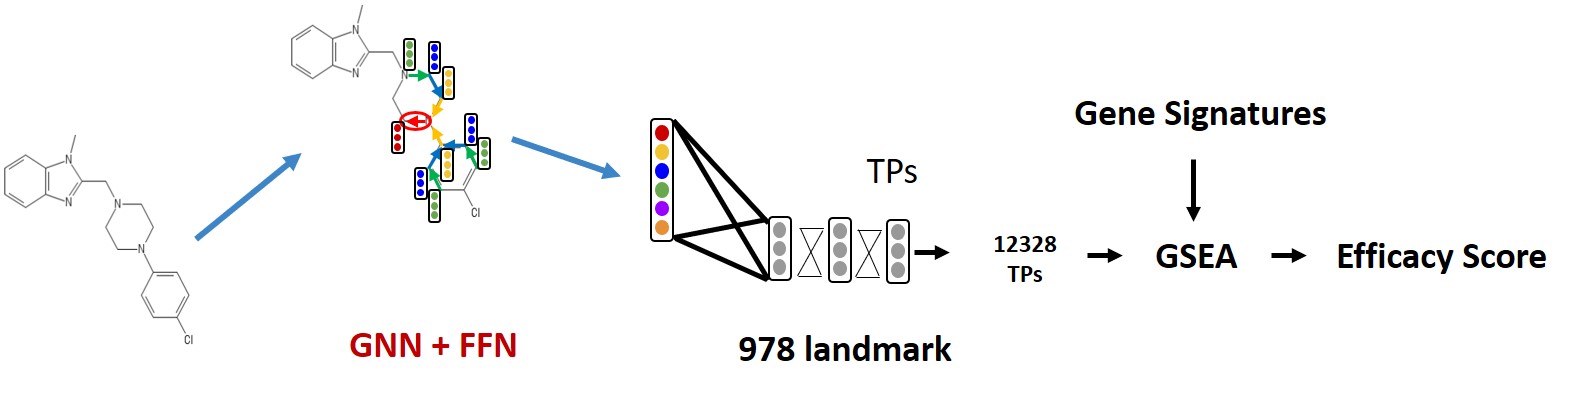 N
N
N
N
Cl
N
N
N
Cl
GNN + FFN
TPs
978 landmark
12328
TPs
Gene Signatures
GSEA
Efficacy Score